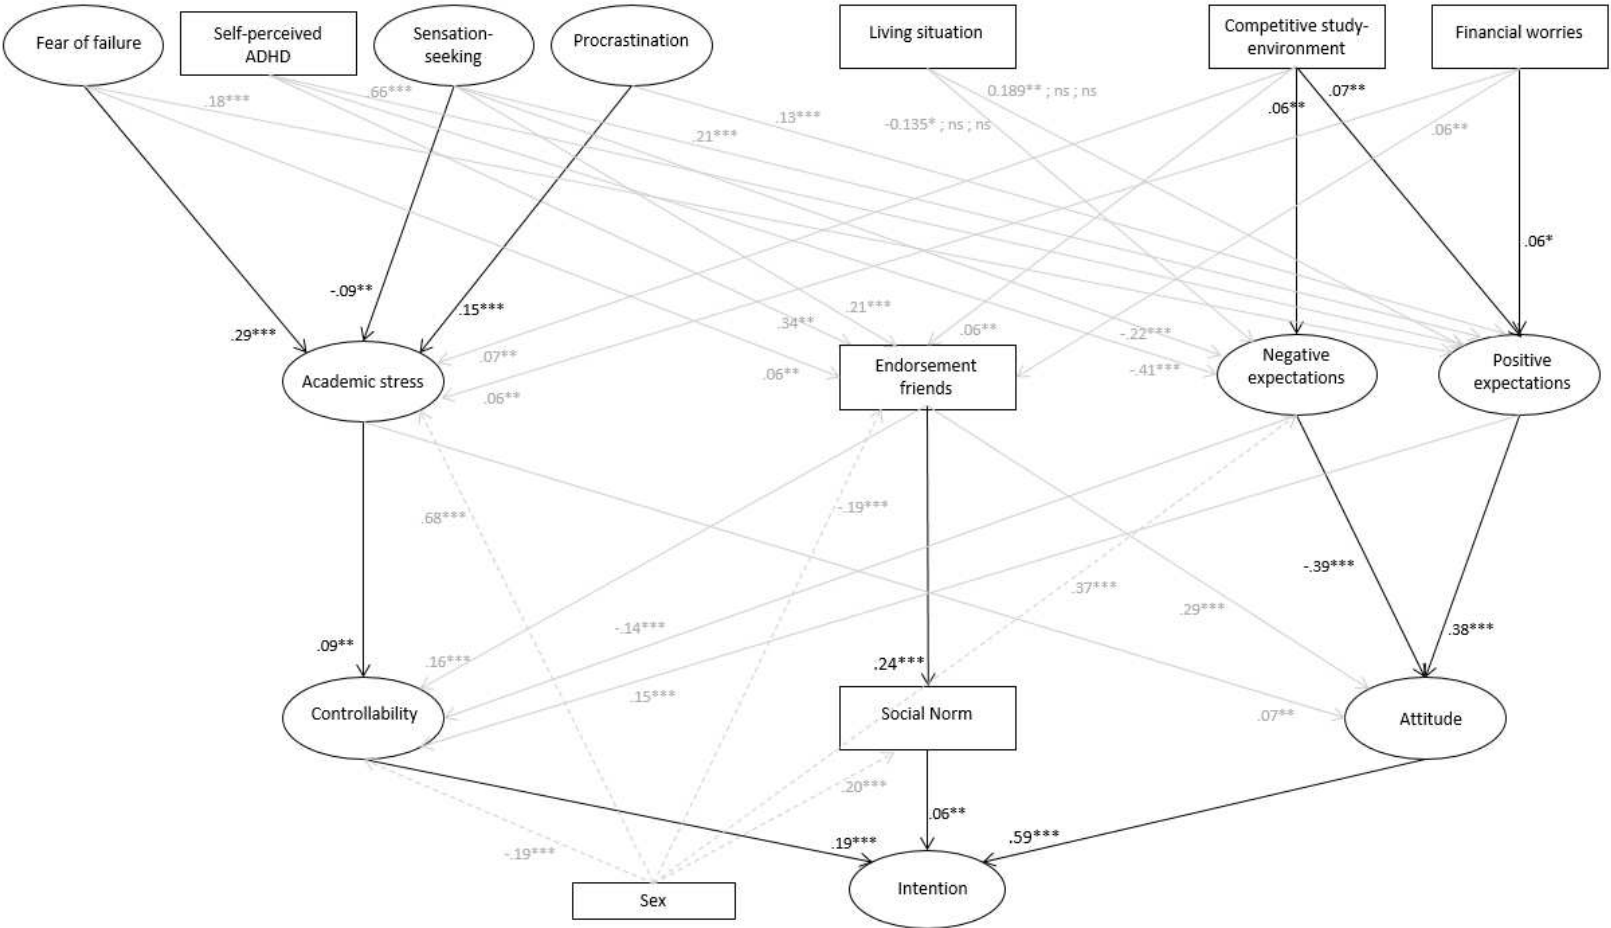 Fear of failure
Self-perceived
ADHD
Sensation-
seeking
Procrastination
Living situation
Competitive study-
environment
Financial worries
.18***
.66***
.21***
.13***
0.189** ; ns ; ns
-0.135* ; ns ; ns
.06**
.07**
.06**
.06*
-.09**
.15***
.29***
.07**
.06**
.34**
.21***
.06**
.06**
-.22***
-.41***
Academic stress
Endorsement
friends
Negative
expectations
Positive
expectations
.68***
-.19***
.37***
.29***
-.39***
.38***
.09**
.16***
-.14***
.15***
.24***
.07**
Controllability
Social Norm
Attitude
-.19***
.20***
.19***
.06**
.59***
Sex
Intention